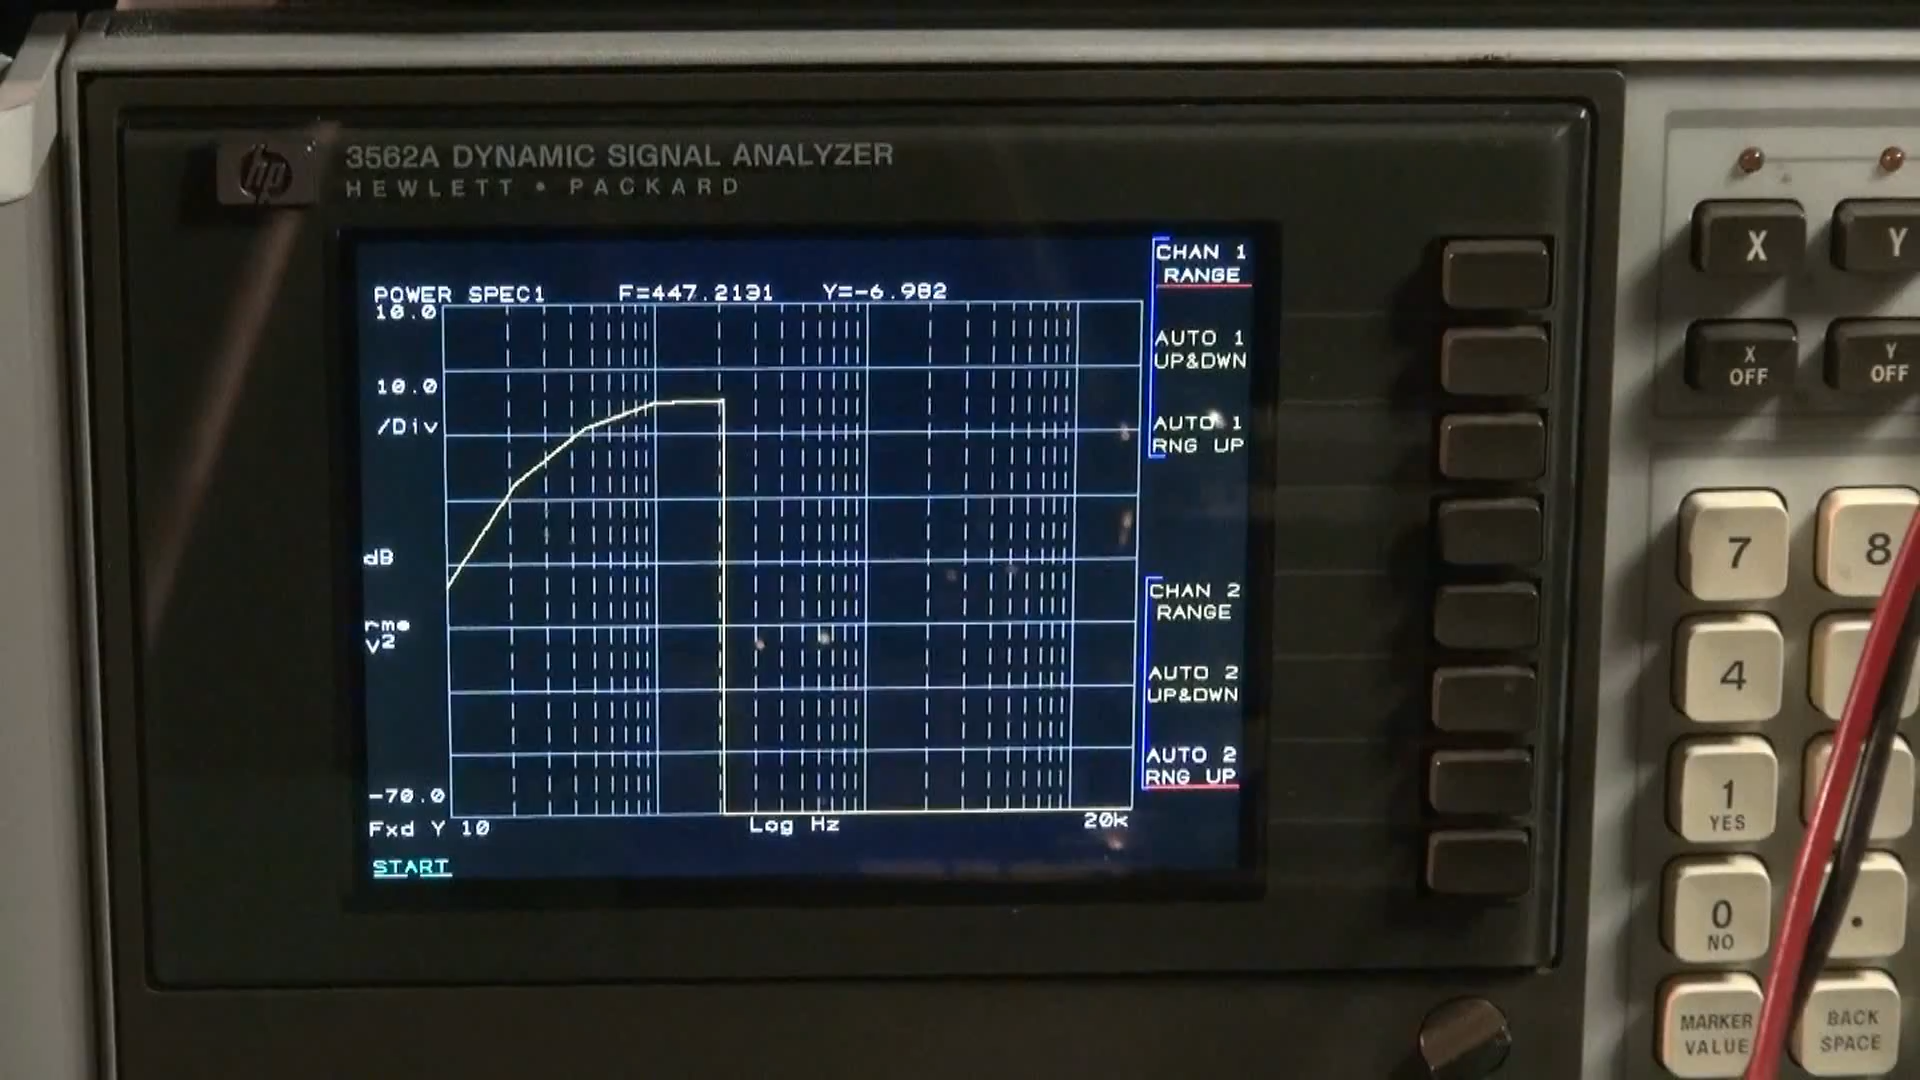 hp
3562A DYNAMIC SIGNAL ANALYZER
HEWLETT • PACKARD
POWER SPEC1 F=447.2131 Y=-6.982
10.0
10.0
/Div
dB
rms
V2
-70.0
Fxd Y 10 Log Hz 20k
START
CHAN 1
RANGE
AUTO 1
UP&DWN
AUTO 1
RNG UP
CHAN 2
RANGE
AUTO 2
UP&DWN
AUTO 2
RNG UP
X Y
X
OFF
Y
OFF
7 8
4
1
YES
0
NO
.
MARKER
VALUE
BACK
SPACE